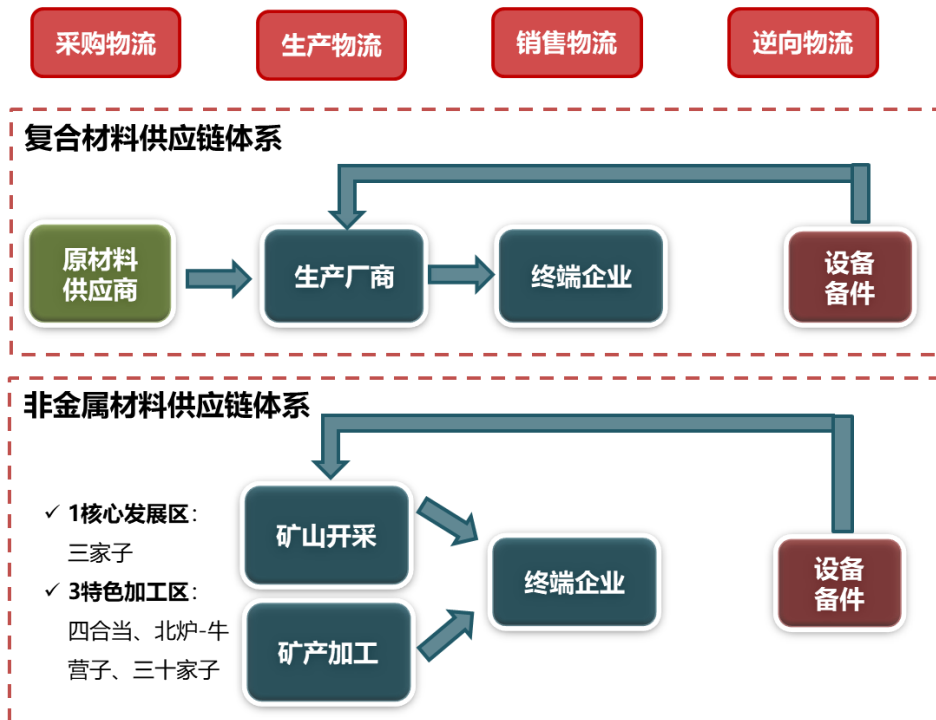 采购物流
生产物流
销售物流
逆向物流
复合材料供应链体系
原材料
供应商
生产厂商
终端企业
设备
备件
非金属材料供应链体系
✓ 1核心发展区：
三家子
✓ 3特色加工区：
四合当、北炉-牛
营子、三十家子
矿山开采
矿产加工
终端企业
设备
备件